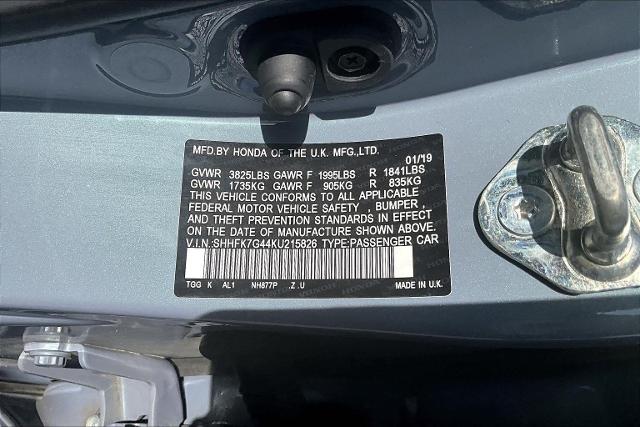 MFD.BY HONDA OF THE U.K. MFG.,LTD.
01/19
GVWR 3825LBS GAWR F 1995LBS R 1841LBS
GVWR 1735KG GAWR F 905KG R 835KG
THIS VEHICLE CONFORMS TO ALL APPLICABLE
FEDERAL MOTOR VEHICLE SAFETY , BUMPER ,
AND THEFT PREVENTION STANDARDS IN EFFECT
ON THE DATE OF MANUFACTURE SHOWN ABOVE.
V.I.N.:SHHFK7G44KU215826 TYPE:PASSENGER CAR
TGG K AL1 NH877P .Z .U MADE IN U.K.